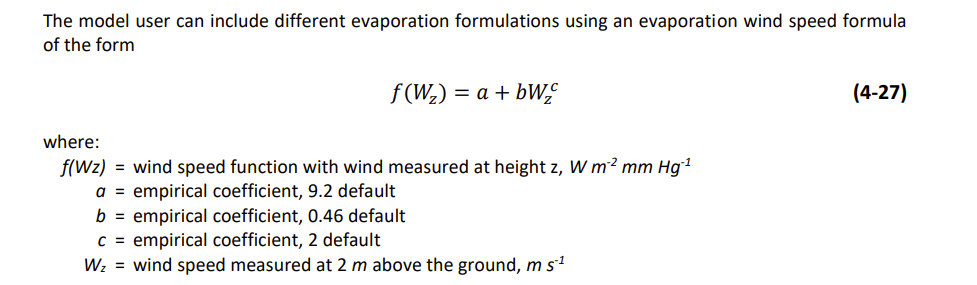 The model user can include different evaporation formulations using an evaporation wind speed formula
of the form
f(W_z) = a + bW_z^c (4-27)
where:
f(Wz) = wind speed function with wind measured at height z, W m⁻² mm Hg⁻¹
a = empirical coefficient, 9.2 default
b = empirical coefficient, 0.46 default
c = empirical coefficient, 2 default
W_z = wind speed measured at 2 m above the ground, m s⁻¹